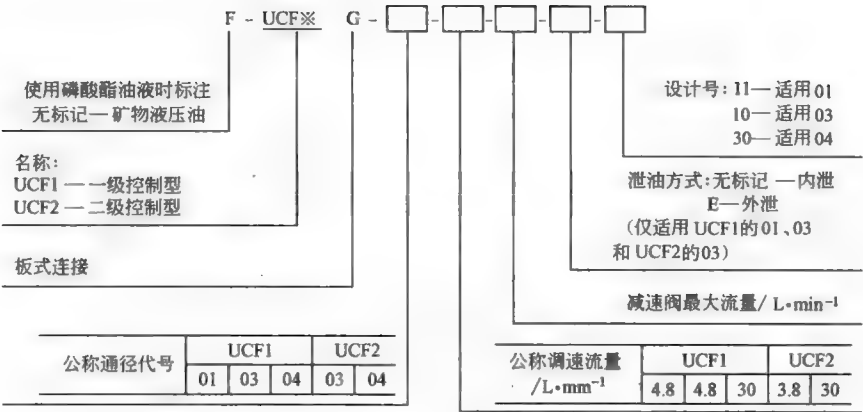 F - UCF※ G - □ - □ - □ - □ - □
使用磷酸酯油液时标注
无标记— 矿物液压油
名称:
UCF1 — 一级控制型
UCF2 — 二级控制型
板式连接
公称通径代号 UCF1 UCF2
01 03 04 03 04
设计号: 11— 适用01
10— 适用03
30— 适用04
泄油方式:无标记 —内泄
E—外泄
(仅适用 UCF1的01、03
和 UCF2的03)
减速阀最大流量/ L•min⁻¹
公称调速流量 UCF1 UCF2
/L•mm⁻¹ 4.8 4.8 30 3.8 30